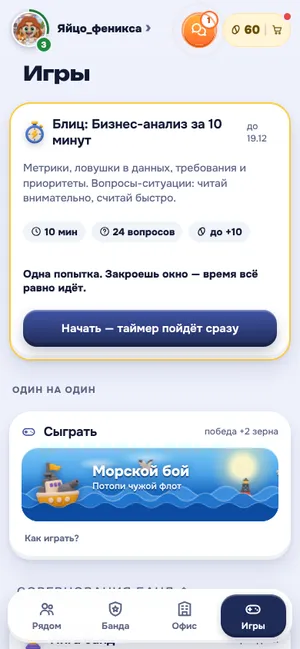 Яйцо_феникса ›
3
1
60
Игры
Блиц: Бизнес-анализ за 10
минут
до
19.12
Метрики, ловушки в данных, требования и
приоритеты. Вопросы-ситуации: читай
внимательно, считай быстро.
10 мин
24 вопросов
до +10
Одна попытка. Закроешь окно — время всё
равно идёт.
Начать — таймер пойдёт сразу
ОДИН НА ОДИН
Сыграть
победа +2 зерна
Морской бой
Потопи чужой флот
Как играть?
Рядом
Банда
Офис
Игры